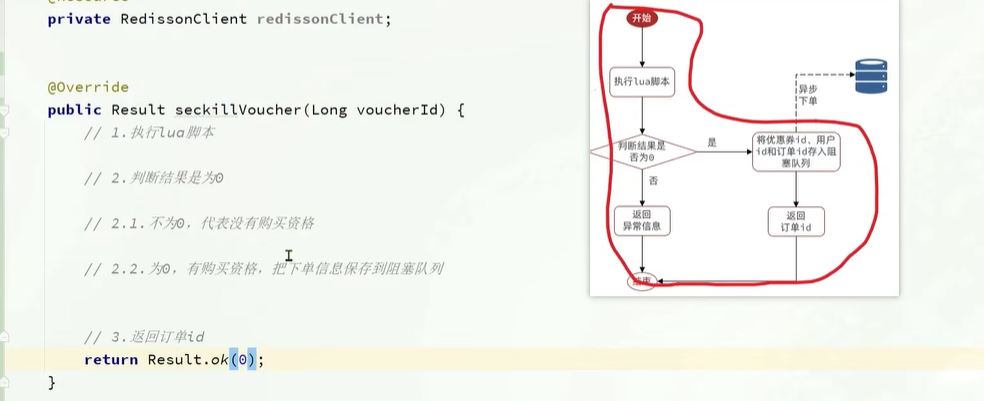 private RedissonClient redissonClient;
@Override
public Result seckillVoucher(Long voucherId) {
// 1.执行lua脚本
// 2.判断结果是为0
// 2.1.不为0，代表没有购买资格
// 2.2.为0，有购买资格，把下单信息保存到阻塞队列
// 3.返回订单id
return Result.ok(0);
}
开始
执行lua脚本
判断结果是
否为0
是
否
返回
异常信息
将优惠券id、用户
id和订单id存入阻
塞队列
异步
下单
返回
订单id
结束